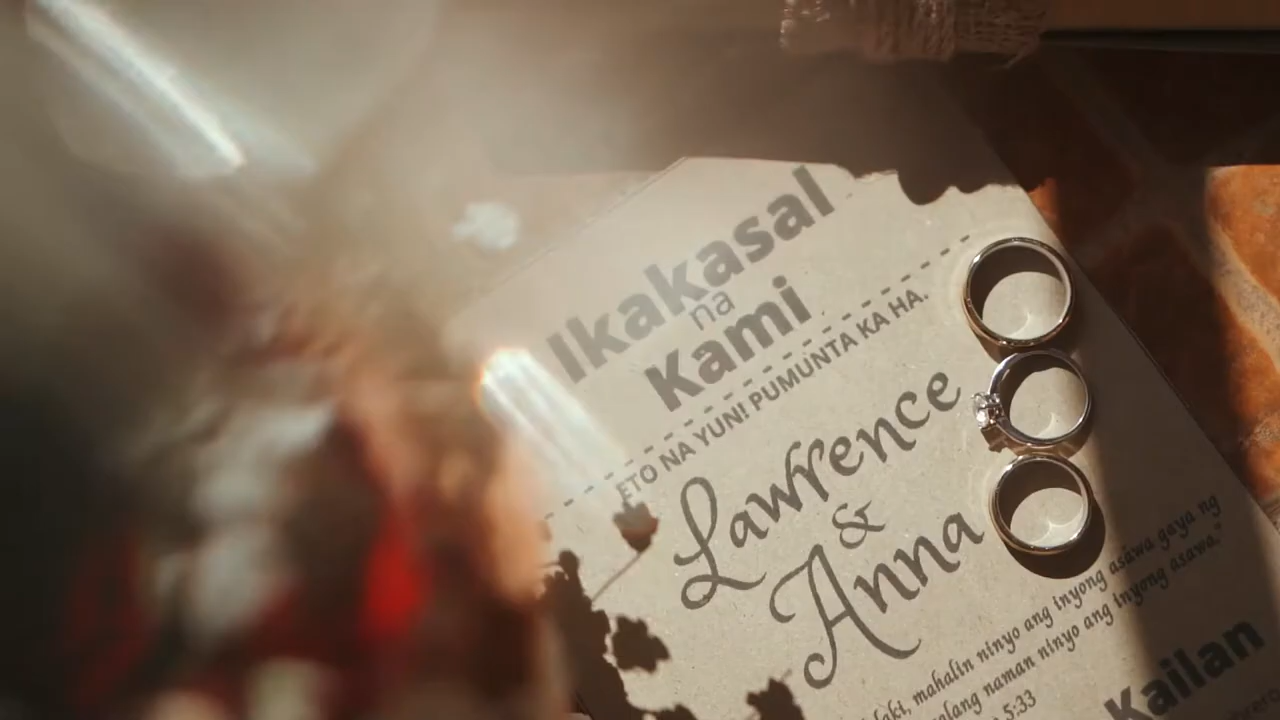 Ikakasal
na
Kami
ETO NA YUN! PUMUNTA KA HA.
Lawrence
&
Anna
mahalin ninyo ang inyong asawa gaya ng
naman ninyo ang inyong asawa."
5:33
Kailan